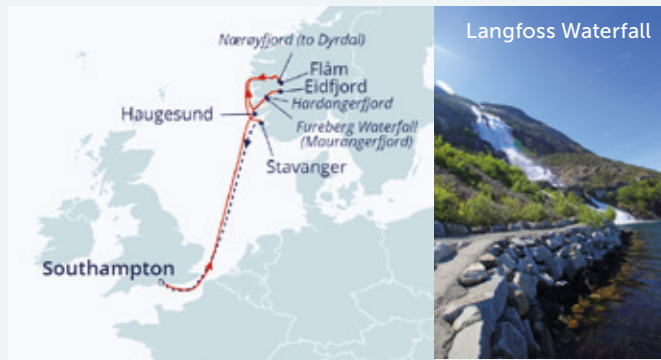 Nærøyfjord (to Dyrdal)
Flåm
Eidfjord
Hardangerfjord
Haugesund
Fureberg Waterfall
(Maurangerfjord)
Stavanger
Southampton
Langfoss Waterfall